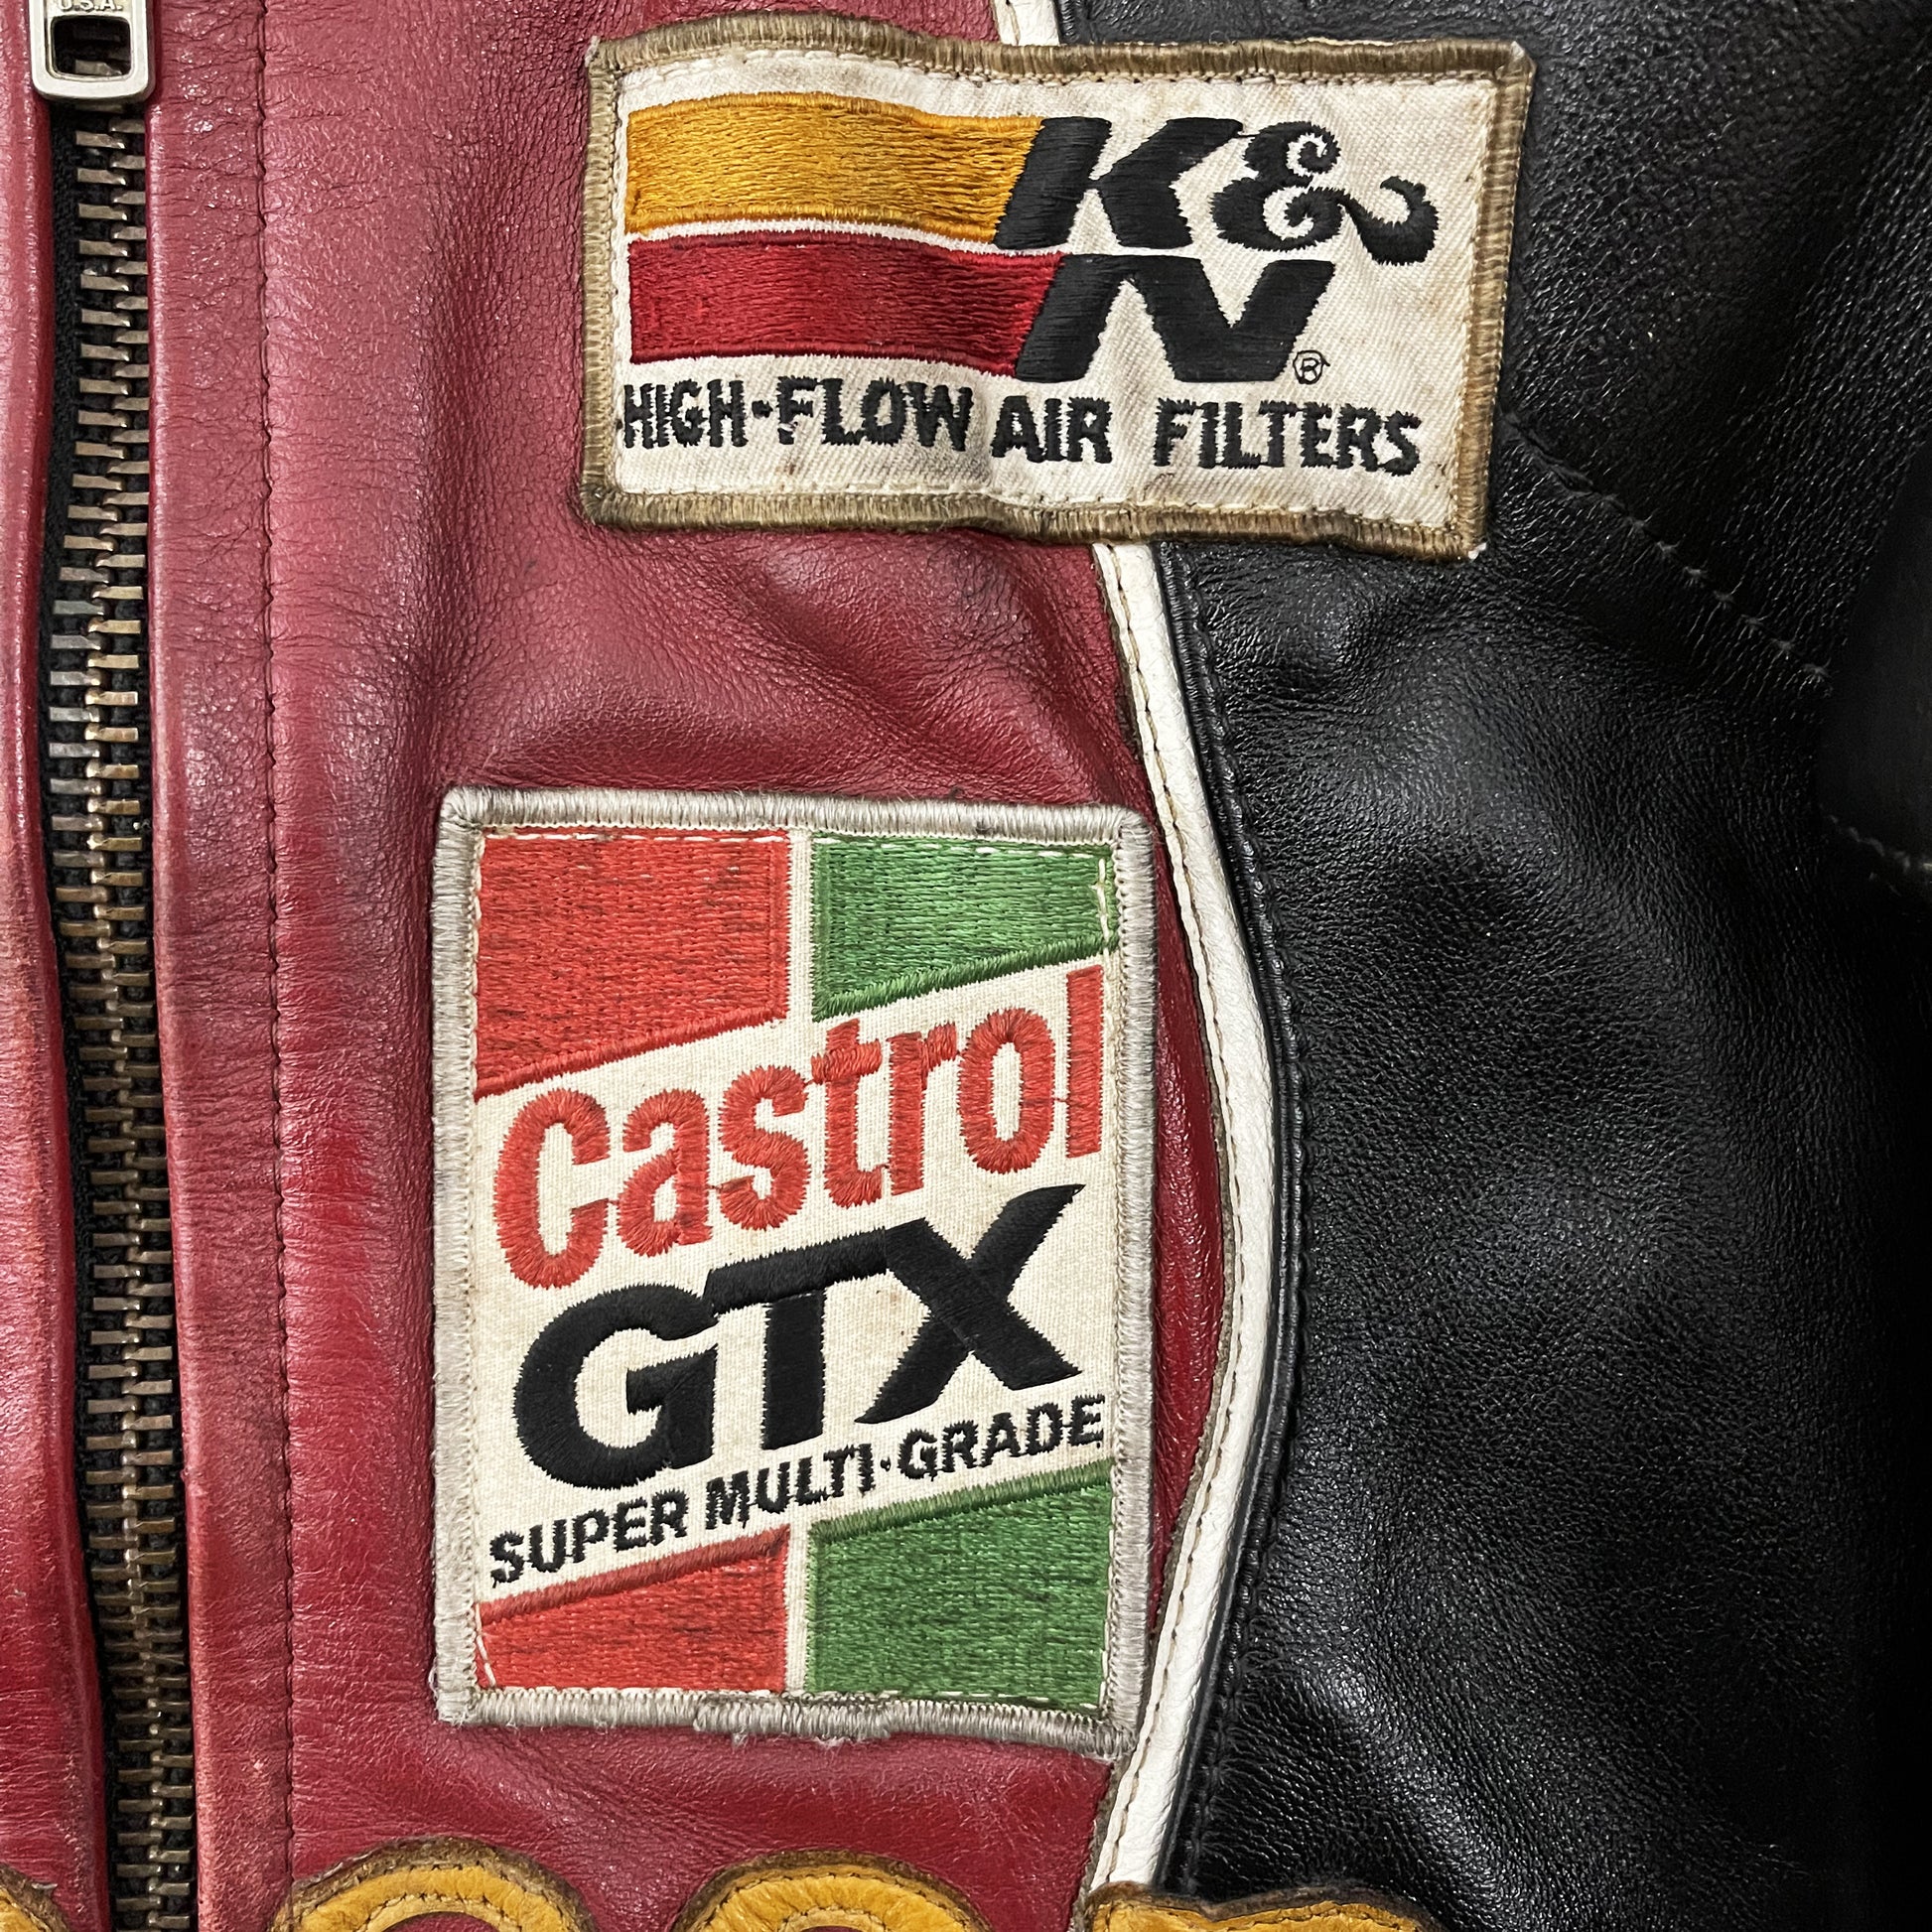 U.S.A.
K&
N®
HIGH·FLOW AIR FILTERS
Castrol
GTX
SUPER MULTI·GRADE